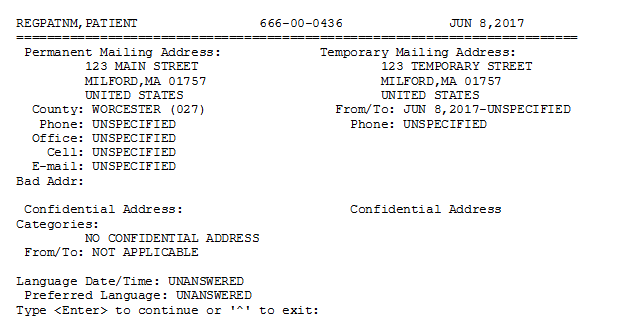 REGPATNM,PATIENT 666-00-0436 JUN 8,2017
==============================================================================
Permanent Mailing Address: Temporary Mailing Address:
123 MAIN STREET 123 TEMPORARY STREET
MILFORD,MA 01757 MILFORD,MA 01757
UNITED STATES UNITED STATES
County: WORCESTER (027) From/To: JUN 8,2017-UNSPECIFIED
Phone: UNSPECIFIED Phone: UNSPECIFIED
Office: UNSPECIFIED
Cell: UNSPECIFIED
E-mail: UNSPECIFIED
Bad Addr:
Confidential Address: Confidential Address
Categories:
NO CONFIDENTIAL ADDRESS
From/To: NOT APPLICABLE
Language Date/Time: UNANSWERED
Preferred Language: UNANSWERED
Type <Enter> to continue or '^' to exit: